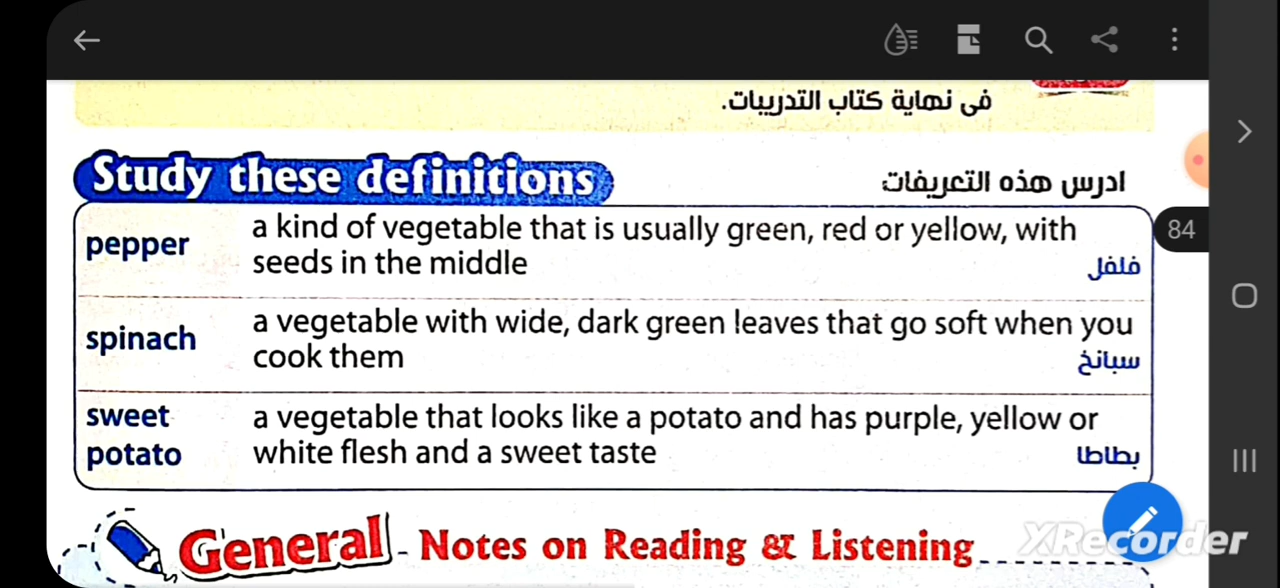 فى نهاية كتاب التدريبات.
Study these definitions
ادرس هذه التعريفات
pepper
a kind of vegetable that is usually green, red or yellow, with
seeds in the middle
فلفل
84
spinach
a vegetable with wide, dark green leaves that go soft when you
cook them
سبانخ
sweet
potato
a vegetable that looks like a potato and has purple, yellow or
white flesh and a sweet taste
بطاطا
General - Notes on Reading & Listening
XRecorder